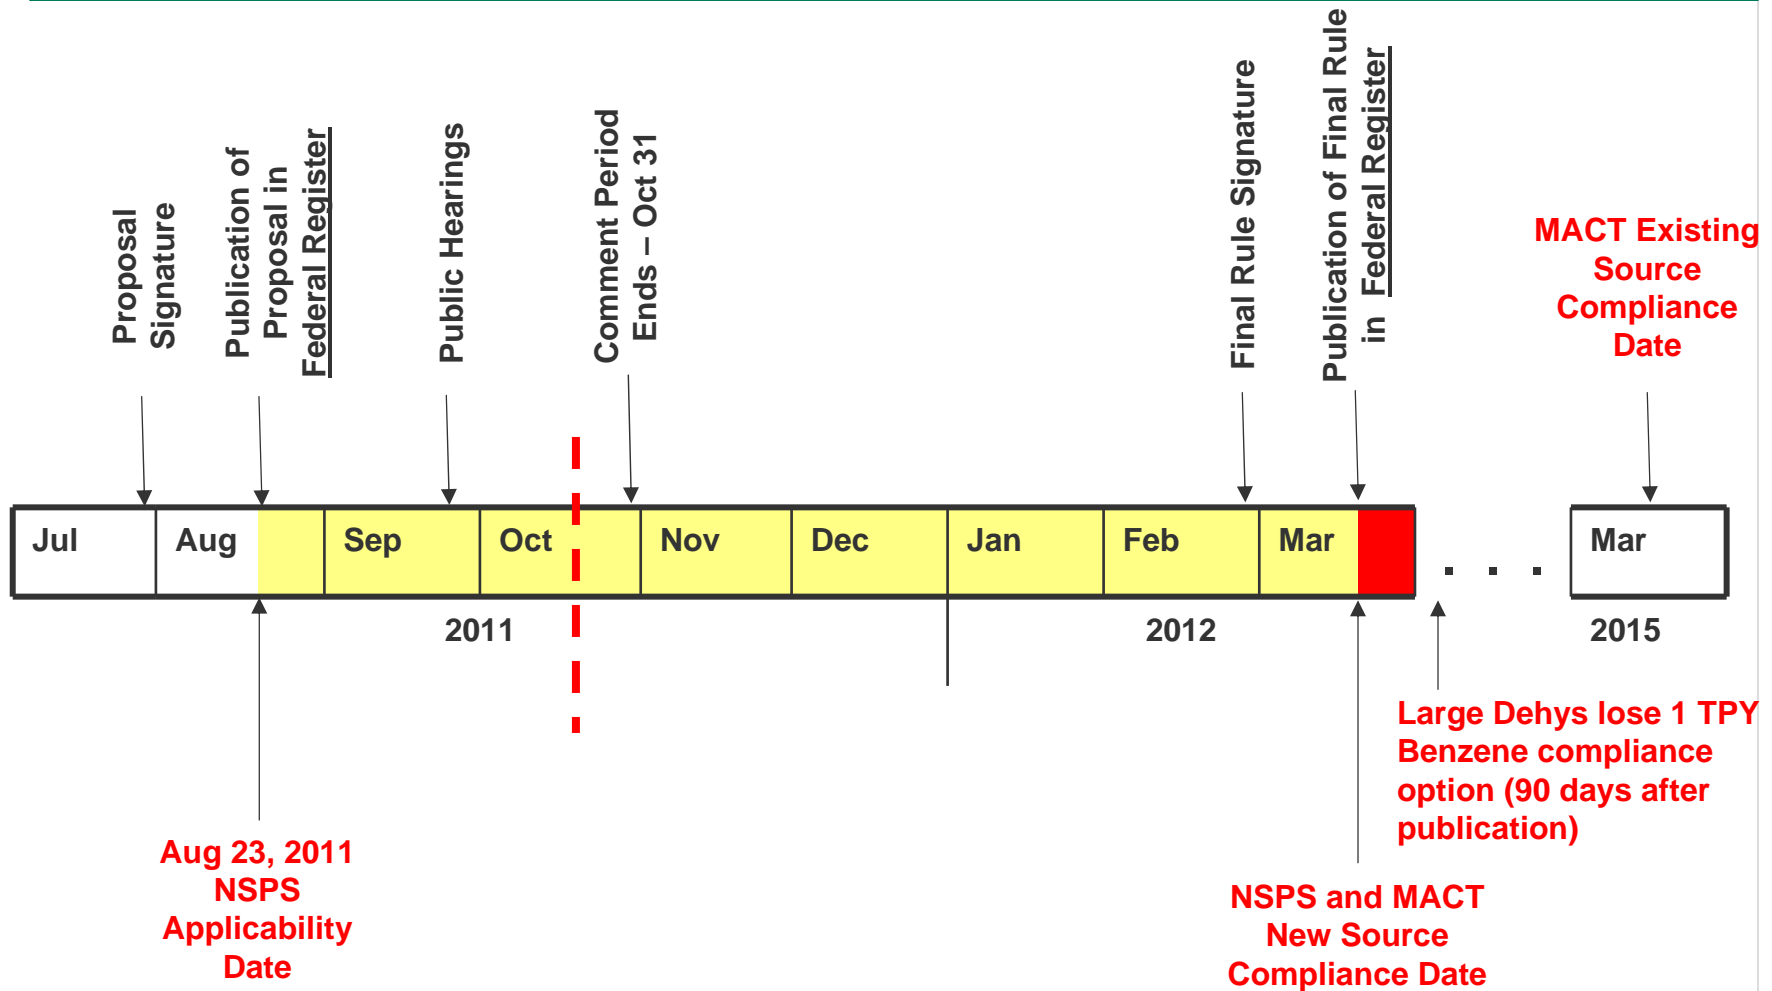 Proposal
Signature
Publication of
Proposal in
Federal Register
Public Hearings
Comment Period
Ends – Oct 31
Final Rule Signature
Publication of Final Rule
in Federal Register
MACT Existing
Source
Compliance
Date
Jul
Aug
Sep
Oct
Nov
Dec
Jan
Feb
Mar
. . .
Mar
2011
2012
2015
Aug 23, 2011
NSPS
Applicability
Date
Large Dehys lose 1 TPY
Benzene compliance
option (90 days after
publication)
NSPS and MACT
New Source
Compliance Date